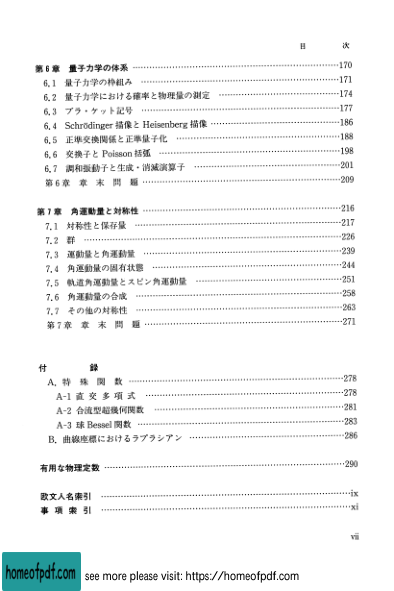 目　次
第6章　量子力学の体系 …… 170
6.1　量子力学の枠組み …… 171
6.2　量子力学における確率と物理量の測定 …… 174
6.3　ブラ・ケット記号 …… 177
6.4　Schrödinger 描像と Heisenberg 描像 …… 186
6.5　正準交換関係と正準量子化 …… 188
6.6　交換子と Poisson 括弧 …… 198
6.7　調和振動子と生成・消滅演算子 …… 201
第6章　章　末　問　題 …… 209
第7章　角運動量と対称性 …… 216
7.1　対称性と保存量 …… 217
7.2　群 …… 226
7.3　運動量と角運動量 …… 239
7.4　角運動量の固有状態 …… 244
7.5　軌道角運動量とスピン角運動量 …… 251
7.6　角運動量の合成 …… 258
7.7　その他の対称性 …… 263
第7章　章　末　問　題 …… 271
付　　録
A. 特　殊　関　数 …… 278
A-1 直 交 多 項 式 …… 278
A-2 合流型超幾何関数 …… 281
A-3 球 Bessel 関数 …… 283
B. 曲線座標におけるラプラシアン …… 286
有用な物理定数 …… 290
欧文人名索引 …… ix
事　項　索　引 …… xi
vii
homeofpdf.com see more please visit: https://homeofpdf.com